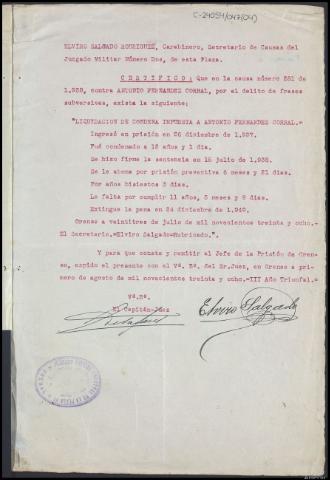 C-24054/047(04)
ELVIRO SALGADO RODRIGUEZ, Carabinero, Secretario de Causas del
Juzgado Militar Número Dos, de esta Plaza.
C E R T I F I C O : que en la causa número 251 de
1.938, contra ANTONIO FERNANDEZ CORRAL, por el delito de frases
subversivas, existe la siguiente:
"LIQUIDACION DE CONDENA IMPUESTA A ANTONIO FERNANDEZ CORRAL.=
Ingresó en prisión en 26 diciembre de 1.937.
Fué condenado a 12 años y 1 día.
Se hizo firme la sentencia en 15 julio de 1.938.
Se le abona por prisión preventiva 6 meses y 21 días.
Por años bisiestos 3 días.
Le falta por cumplir 11 años, 5 meses y 8 días.
Extingue la pena en 24 diciembre de 1.949.
Orense a veintitres de julio de mil novecientos treinta y ocho.-
El Secretario.=Elviro Salgado=Rubricado.".
Y para que conste y remitir al Jefe de la Prisión de Oren-
se, expido el presente con el Vº. Bº. del Sr.Juez, en Orense a pri-
mero de agosto de mil novecientos treinta y ocho.-III Año Triunfal.=
Vº.Bº.
El Capitán-Juez
Elviro Salgado